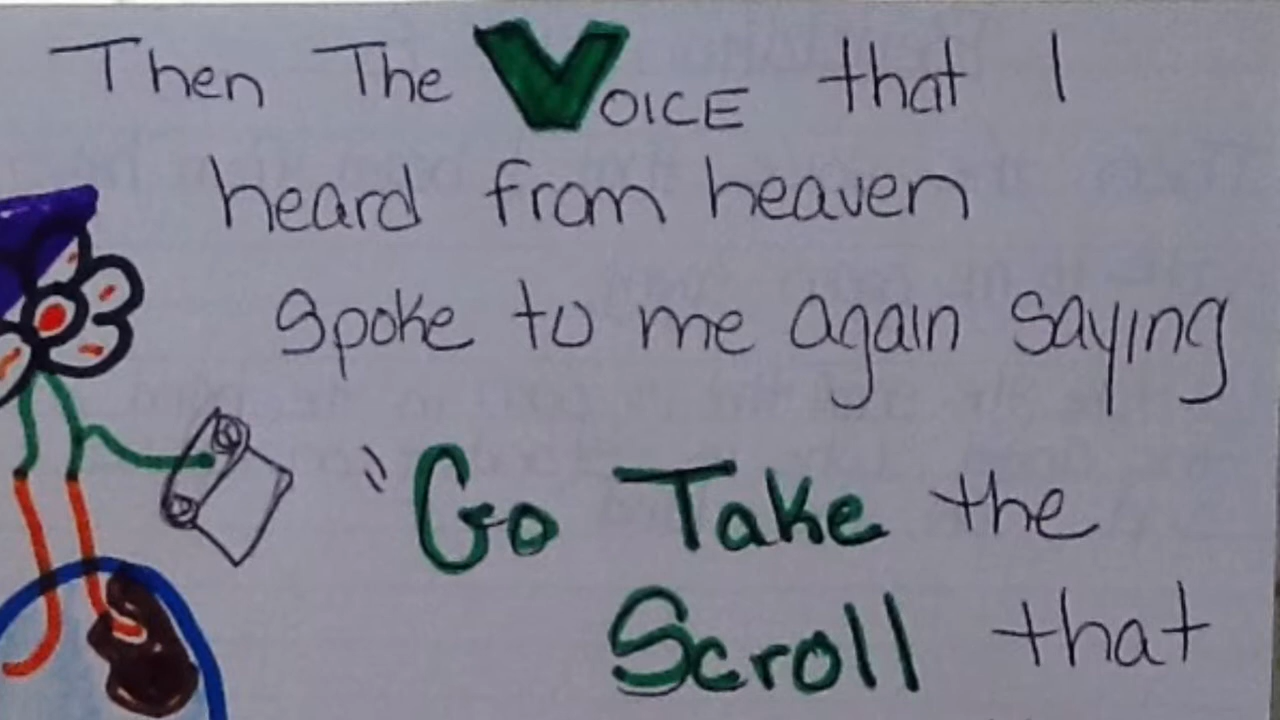 Then The VOICE that I
heard from heaven
Spoke to me again saying
"Go Take the
Scroll that